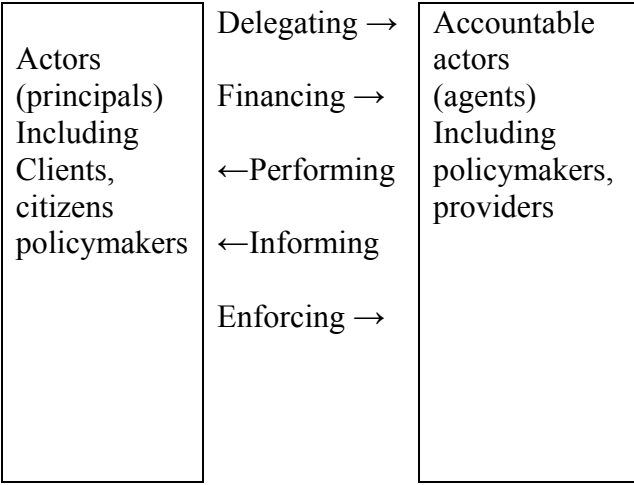 Actors
(principals)
Including
Clients,
citizens
policymakers
Delegating →
Financing →
←Performing
←Informing
Enforcing →
Accountable
actors
(agents)
Including
policymakers,
providers